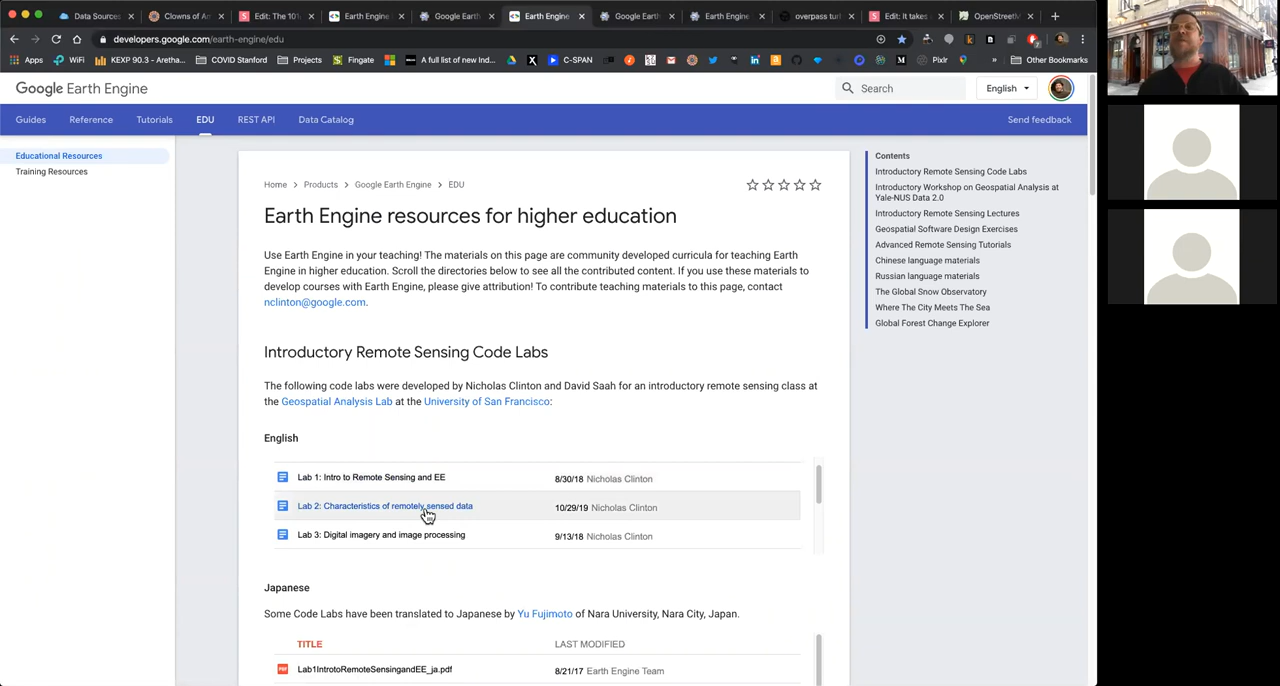 Data Sources
Clowns of Am
Edit: The 101
Earth Engine
Google Earth
Earth Engine
Google Earth
Earth Engine
overpass turb
Edit: It takes
OpenStreetM
developers.google.com/earth-engine/edu
Apps
WiFi
KEXP 90.3 - Aretha...
COVID Stanford
Projects
Fingate
A full list of new Ind...
C-SPAN
Pixlr
»
Other Bookmarks
Google Earth Engine
Search
English
Guides
Reference
Tutorials
EDU
REST API
Data Catalog
Send feedback
Educational Resources
Training Resources
Home > Products > Google Earth Engine > EDU
Earth Engine resources for higher education
Use Earth Engine in your teaching! The materials on this page are community developed curricula for teaching Earth
Engine in higher education. Scroll the directories below to see all the contributed content. If you use these materials to
develop courses with Earth Engine, please give attribution! To contribute teaching materials to this page, contact
nclinton@google.com.
Introductory Remote Sensing Code Labs
The following code labs were developed by Nicholas Clinton and David Saah for an introductory remote sensing class at
the Geospatial Analysis Lab at the University of San Francisco:
English
Lab 1: Intro to Remote Sensing and EE 8/30/18 Nicholas Clinton
Lab 2: Characteristics of remotely sensed data 10/29/19 Nicholas Clinton
Lab 3: Digital imagery and image processing 9/13/18 Nicholas Clinton
Japanese
Some Code Labs have been translated to Japanese by Yu Fujimoto of Nara University, Nara City, Japan.
TITLE LAST MODIFIED
Lab1IntrotoRemoteSensingandEE_ja.pdf 8/21/17 Earth Engine Team
Contents
Introductory Remote Sensing Code Labs
Introductory Workshop on Geospatial Analysis at
Yale-NUS Data 2.0
Introductory Remote Sensing Lectures
Geospatial Software Design Exercises
Advanced Remote Sensing Tutorials
Chinese language materials
Russian language materials
The Global Snow Observatory
Where The City Meets The Sea
Global Forest Change Explorer